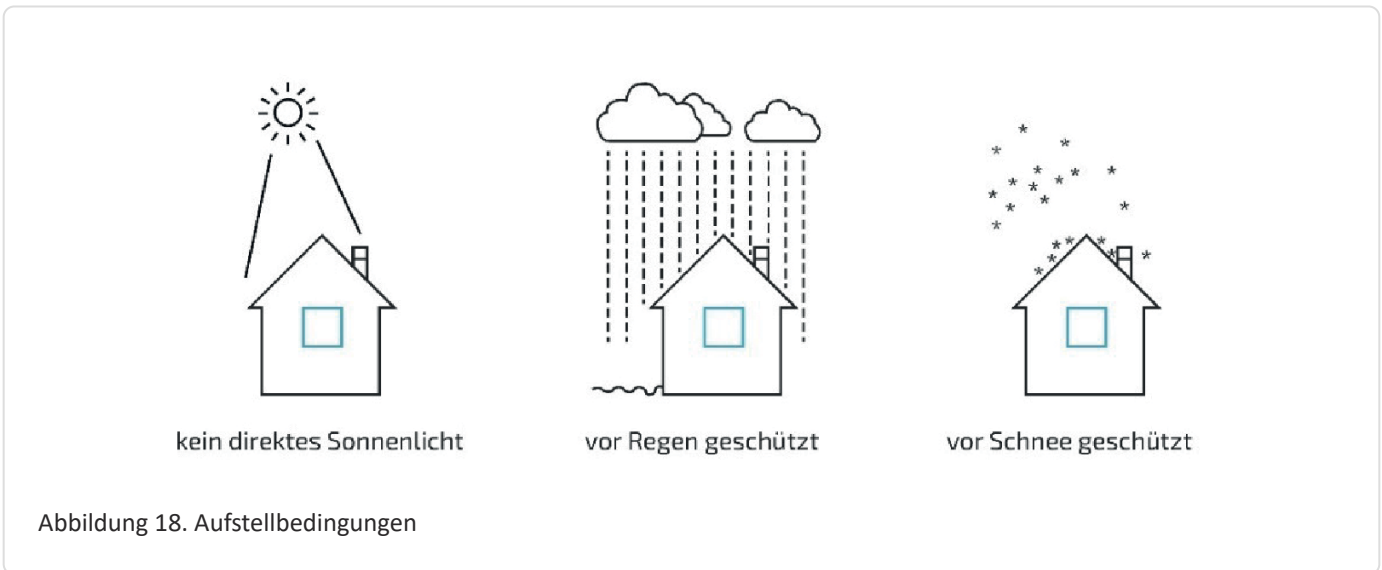 kein direktes Sonnenlicht
vor Regen geschützt
vor Schnee geschützt
Abbildung 18. Aufstellbedingungen